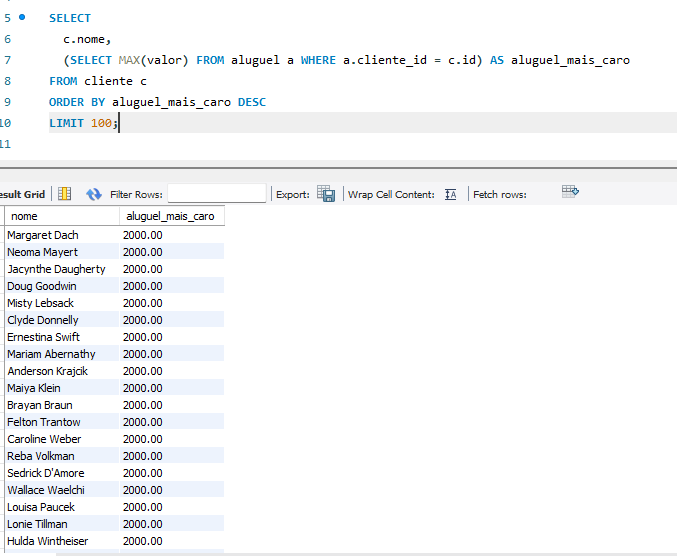 5 SELECT
6 c.nome,
7 (SELECT MAX(valor) FROM aluguel a WHERE a.cliente_id = c.id) AS aluguel_mais_caro
8 FROM cliente c
9 ORDER BY aluguel_mais_caro DESC
10 LIMIT 100;
11
esult Grid Filter Rows: Export: Wrap Cell Content: IA Fetch rows:
nome aluguel_mais_caro
Margaret Dach 2000.00
Neoma Mayert 2000.00
Jacynthe Daugherty 2000.00
Doug Goodwin 2000.00
Misty Lebsack 2000.00
Clyde Donnelly 2000.00
Ernestina Swift 2000.00
Mariam Abernathy 2000.00
Anderson Krajcik 2000.00
Maiya Klein 2000.00
Brayan Braun 2000.00
Felton Trantow 2000.00
Caroline Weber 2000.00
Reba Volkman 2000.00
Sedrick D'Amore 2000.00
Wallace Waelchi 2000.00
Louisa Paucek 2000.00
Lonie Tillman 2000.00
Hulda Wintheiser 2000.00